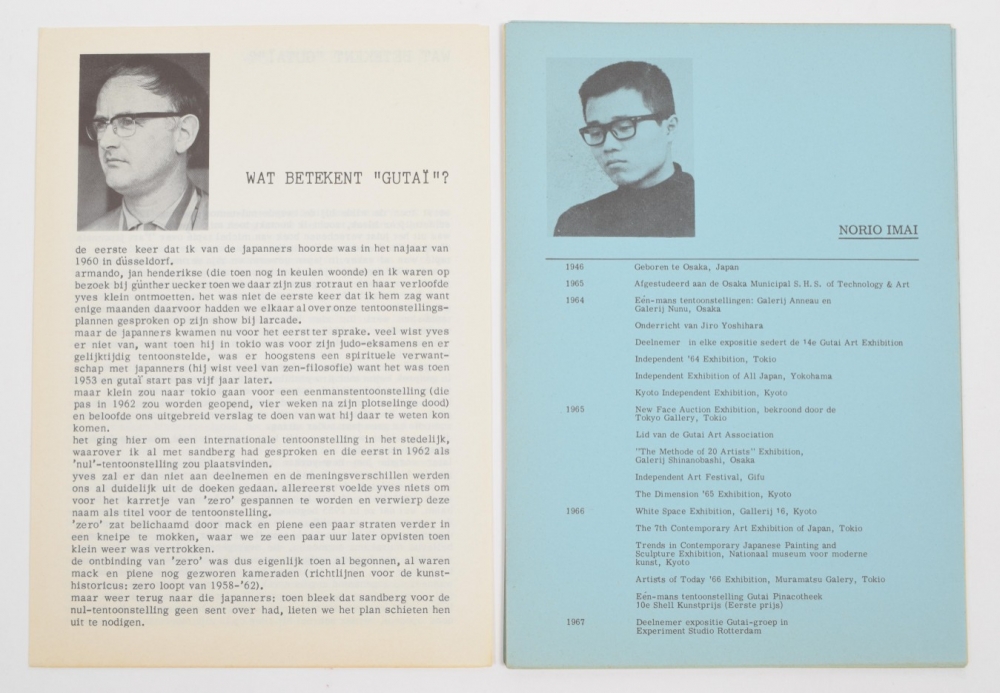 WAT BETEKENT "GUTAÏ"?
de eerste keer dat ik van de japanners hoorde was in het najaar van
1960 in düsseldorf.
armando, jan henderikse (die toen nog in keulen woonde) en ik waren op
bezoek bij günther uecker toen we daar zijn zus rotraut en haar verloofde
yves klein ontmoetten. het was niet de eerste keer dat ik hem zag want
enige maanden daarvoor hadden we elkaar al over onze tentoonstellings-
plannen gesproken op zijn show bij larcade.
maar de japanners kwamen nu voor het eerst ter sprake. veel wist yves
er niet van, want toen hij in tokio was voor zijn judo-eksamens en er
gelijktijdig tentoonstelde, was er hoogstens een spirituele verwant-
schap met japanners (hij wist veel van zen-filosofie) want het was toen
1953 en gutaï start pas vijf jaar later.
maar klein zou naar tokio gaan voor een eenmanstentoonstelling (die
pas in 1962 zou worden geopend, vier weken na zijn plotselinge dood)
en beloofde ons uitgebreid verslag te doen van wat hij daar te weten kon
komen.
het ging hier om een internationale tentoonstelling in het stedelijk,
waarover ik al met sandberg had gesproken en die eerst in 1962 als
'nul'-tentoonstelling zou plaatsvinden.
yves zal er dan niet aan deelnemen en de meningsverschillen werden
ons al duidelijk uit de doeken gedaan. allereerst voelde yves niets om
voor het karretje van 'zero' gespannen te worden en verwierp deze
naam als titel voor de tentoonstelling.
'zero' zat belichaamd door mack en piene een paar straten verder in
een kneipe te mokken, waar we ze een paar uur later opvisten toen
klein weer was vertrokken.
de ontbinding van 'zero' was dus eigenlijk toen al begonnen, al waren
mack en piene nog gezworen kameraden (richtlijnen voor de kunst-
historicus: zero loopt van 1958-'62).
maar weer terug naar die japanners: toen bleek dat sandberg voor de
nul-tentoonstelling geen sent over had, lieten we het plan schieten hen
uit te nodigen.
NORIO IMAI
1946 Geboren te Osaka, Japan
1965 Afgestudeerd aan de Osaka Municipal S.H.S. of Technology & Art
1964 Eén-mans tentoonstellingen: Galerij Anneau en
Galerij Nunu, Osaka
Onderricht van Jiro Yoshihara
Deelnemer in elke expositie sedert de 14e Gutai Art Exhibition
Independent '64 Exhibition, Tokio
Independent Exhibition of All Japan, Yokohama
Kyoto Independent Exhibition, Kyoto
1965 New Face Auction Exhibition, bekroond door de
Tokyo Gallery, Tokio
Lid van de Gutai Art Association
"The Methode of 20 Artists" Exhibition,
Galerij Shinanobashi, Osaka
Independent Art Festival, Gifu
The Dimension '65 Exhibition, Kyoto
1966 White Space Exhibition, Gallerij 16, Kyoto
The 7th Contemporary Art Exhibition of Japan, Tokio
Trends in Contemporary Japanese Painting and
Sculpture Exhibition, Nationaal museum voor moderne
kunst, Kyoto
Artists of Today '66 Exhibition, Muramatsu Galery, Tokio
Eén-mans tentoonstelling Gutai Pinacotheek
10e Shell Kunstprijs (Eerste prijs)
1967 Deelnemer expositie Gutai-groep in
Experiment Studio Rotterdam